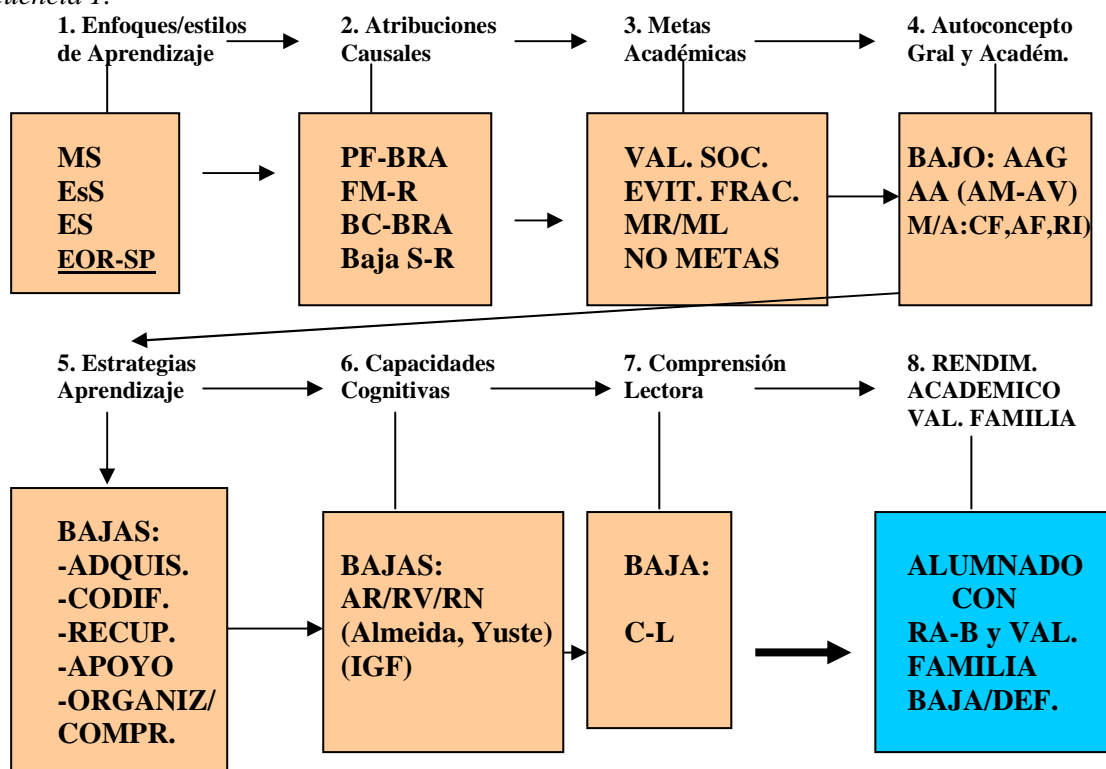 uencia 1.
1. Enfoques/estilos
de Aprendizaje
2. Atribuciones
Causales
3. Metas
Académicas
4. Autoconcepto
Gral y Académ.
MS
EsS
ES
EOR-SP
PF-BRA
FM-R
BC-BRA
Baja S-R
VAL. SOC.
EVIT. FRAC.
MR/ML
NO METAS
BAJO: AAG
AA (AM-AV)
M/A:CF,AF,RI)
5. Estrategias
Aprendizaje
6. Capacidades
Cognitivas
7. Comprensión
Lectora
8. RENDIM.
ACADEMICO
VAL. FAMILIA
BAJAS:
-ADQUIS.
-CODIF.
-RECUP.
-APOYO
-ORGANIZ/
COMPR.
BAJAS:
AR/RV/RN
(Almeida, Yuste)
(IGF)
BAJA:
C-L
ALUMNADO
CON
RA-B y VAL.
FAMILIA
BAJA/DEF.